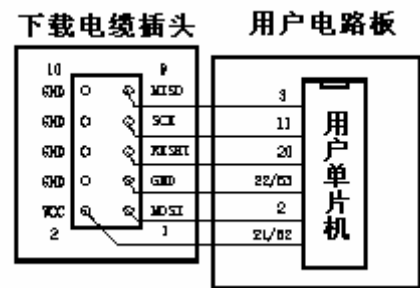 下载电缆插头 用户电路板
10 9
GND MISO 3
GND SCK 11
GND RESET 20
GND GND 22/63
VCC MOSI 2
2 1 21/62
用户单片机